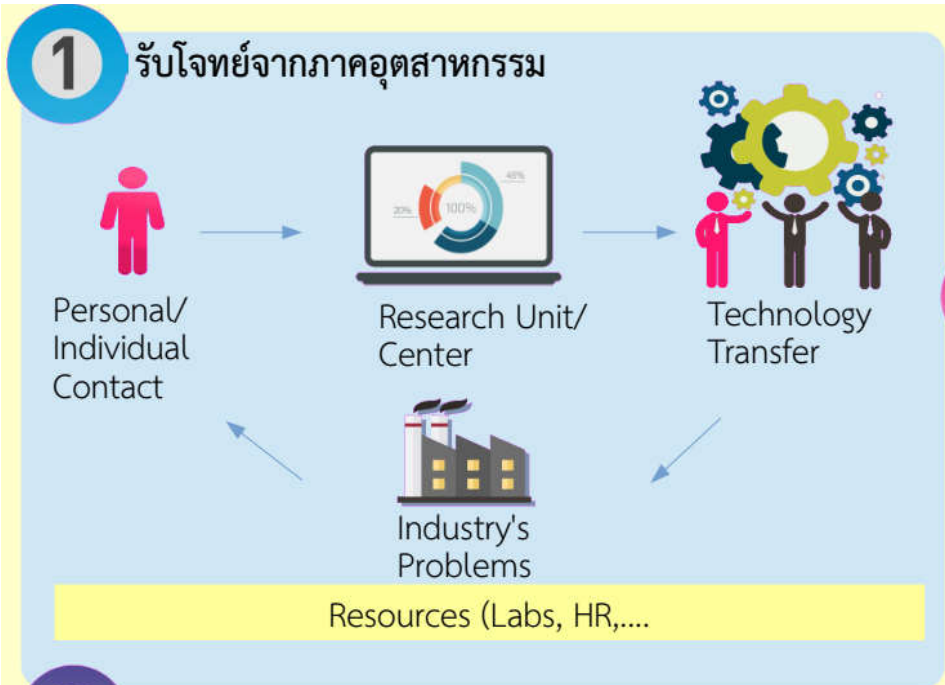 1
รับโจทย์จากภาคอุตสาหกรรม
48%
20%
100%
Personal/
Individual
Contact
Research Unit/
Center
Technology
Transfer
Industry's
Problems
Resources (Labs, HR,....